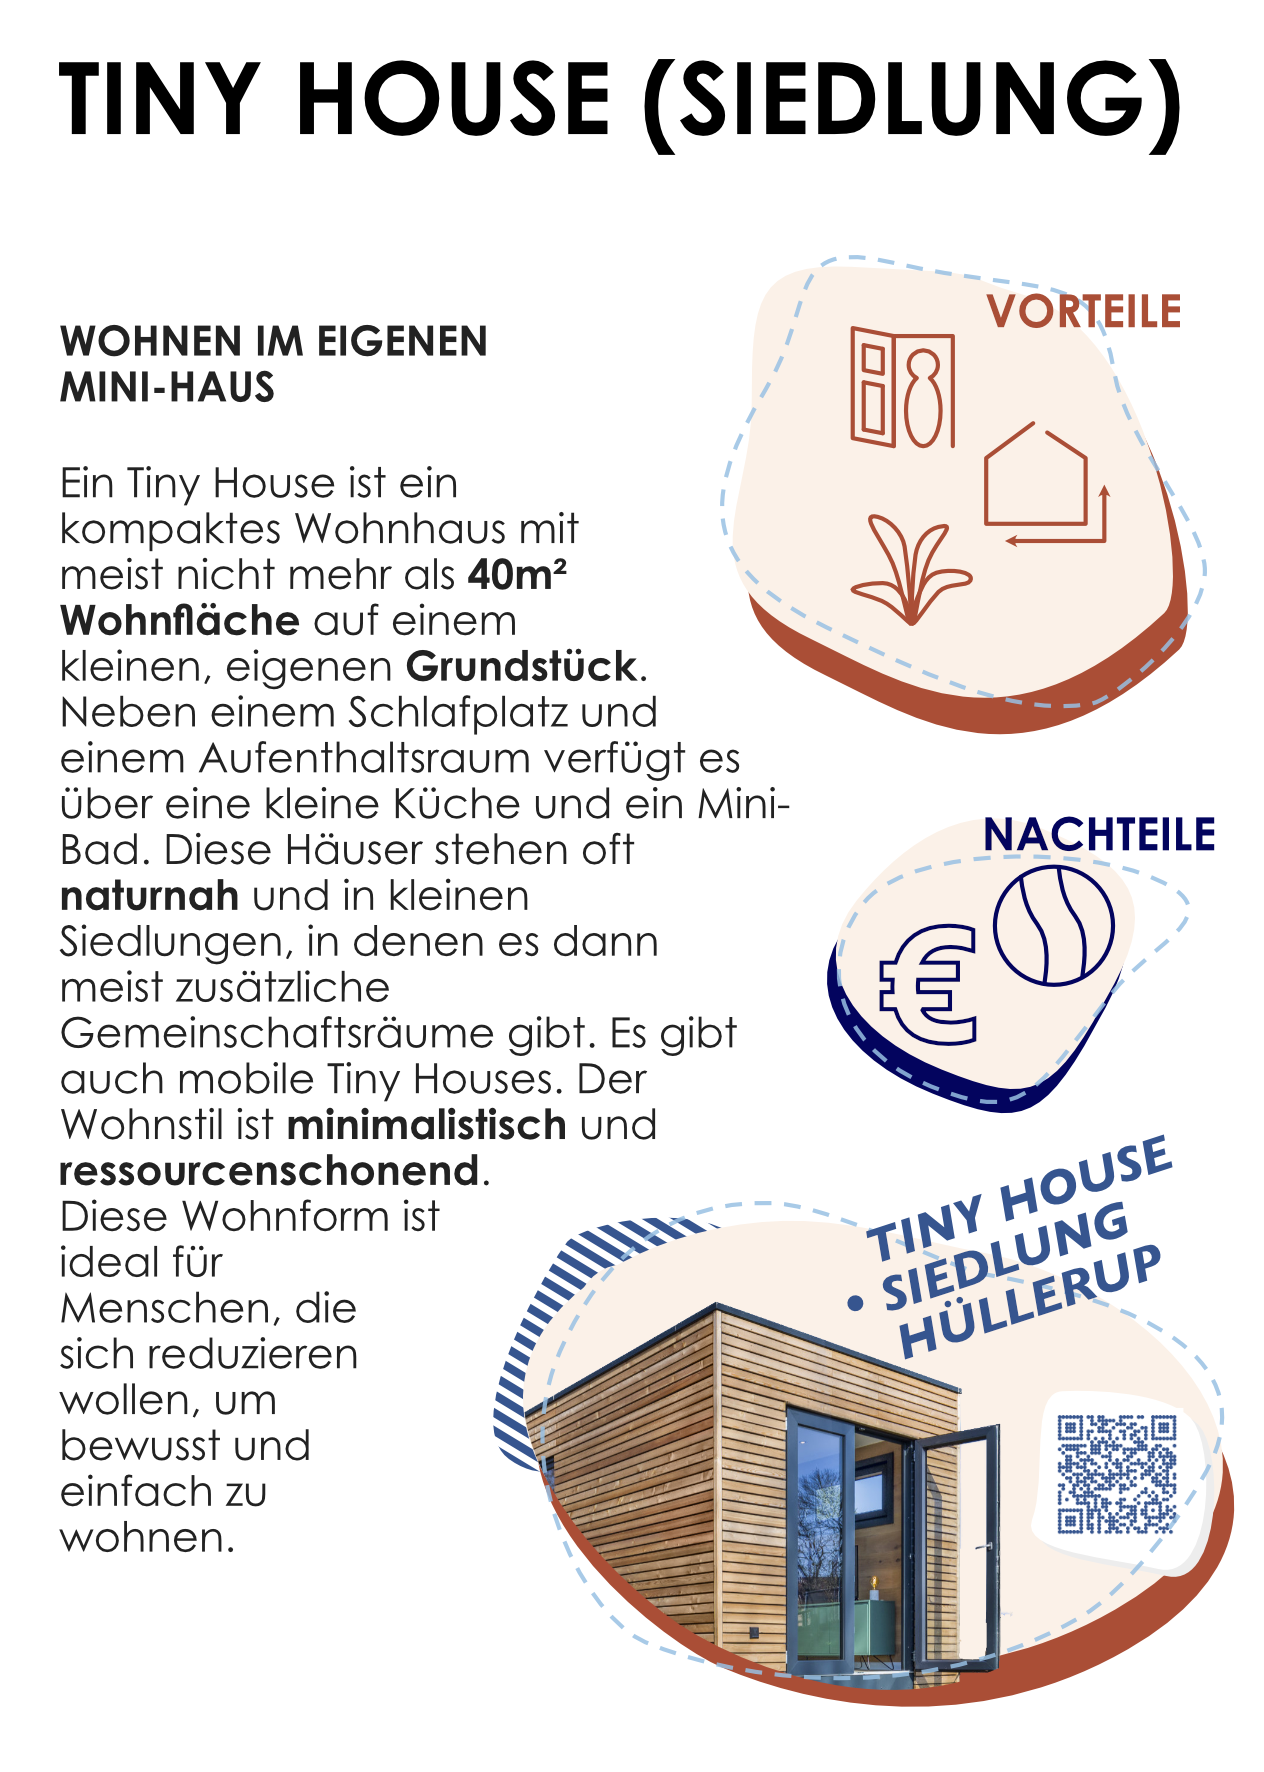 TINY HOUSE (SIEDLUNG)
WOHNEN IM EIGENEN
MINI-HAUS
Ein Tiny House ist ein
kompaktes Wohnhaus mit
meist nicht mehr als 40m²
Wohnfläche auf einem
kleinen, eigenen Grundstück.
Neben einem Schlafplatz und
einem Aufenthaltsraum verfügt es
über eine kleine Küche und ein Mini-
Bad. Diese Häuser stehen oft
naturnah und in kleinen
Siedlungen, in denen es dann
meist zusätzliche
Gemeinschaftsräume gibt. Es gibt
auch mobile Tiny Houses. Der
Wohnstil ist minimalistisch und
ressourcenschonend.
Diese Wohnform ist
ideal für
Menschen, die
sich reduzieren
wollen, um
bewusst und
einfach zu
wohnen.
VORTEILE
NACHTEILE
€
TINY HOUSE
• SIEDLUNG
HÜLLERUP